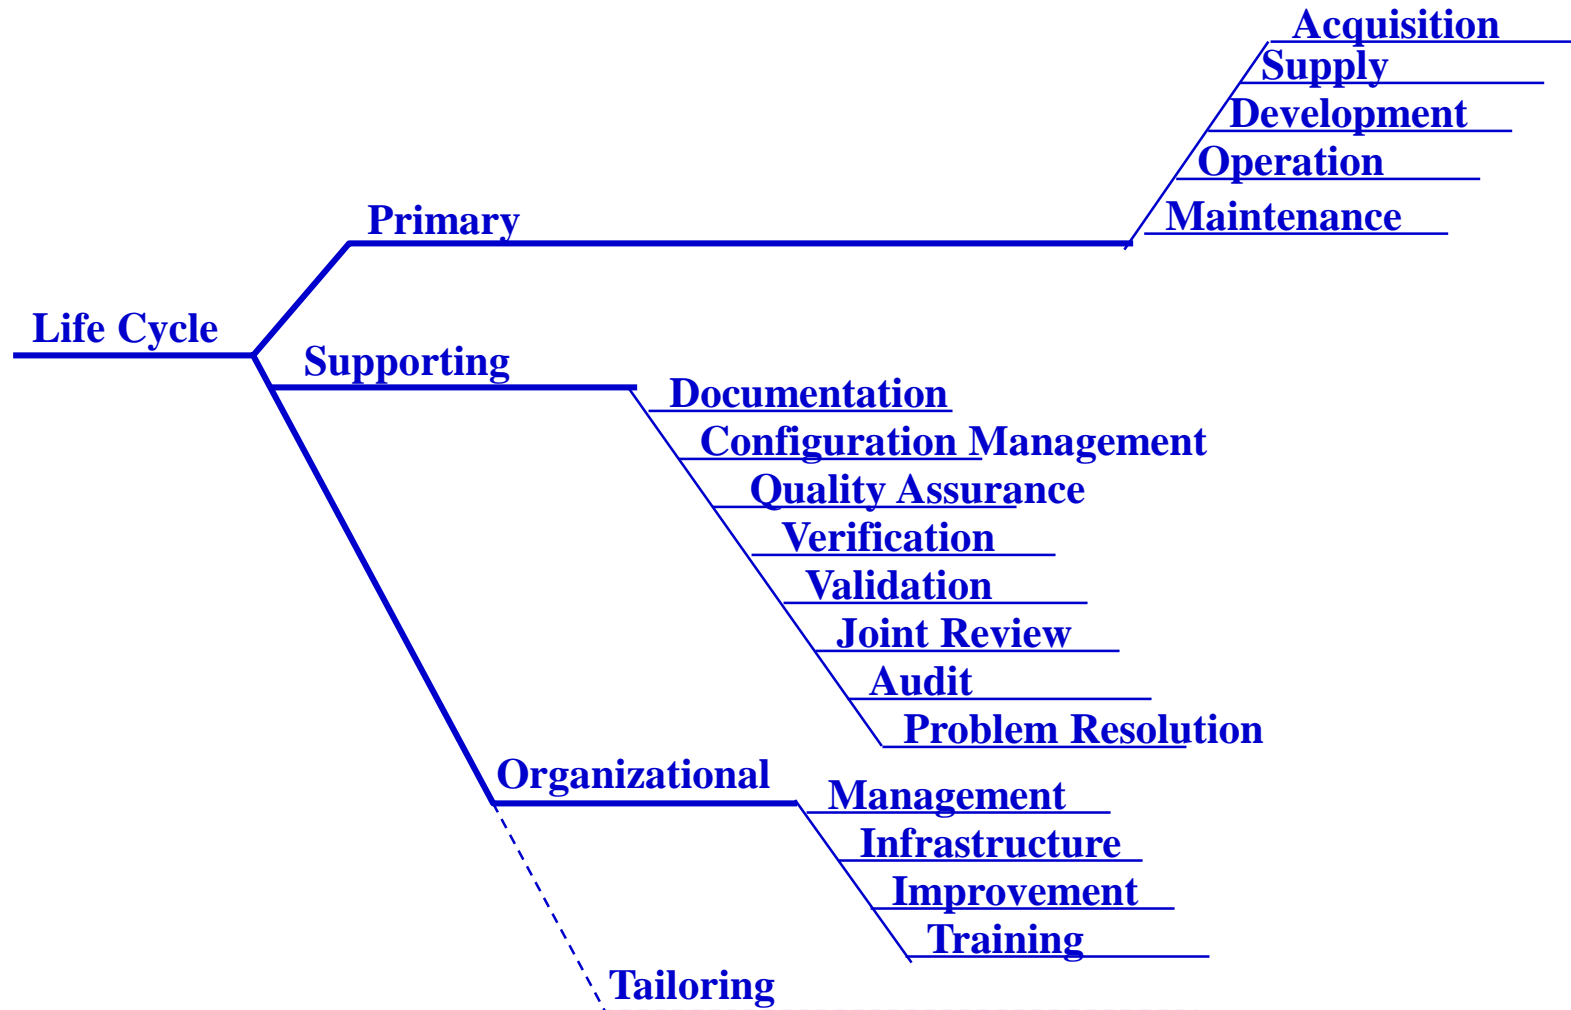 Acquisition
Supply
Development
Operation
Maintenance
Primary
Life Cycle
Supporting
Documentation
Configuration Management
Quality Assurance
Verification
Validation
Joint Review
Audit
Problem Resolution
Organizational
Management
Infrastructure
Improvement
Training
Tailoring